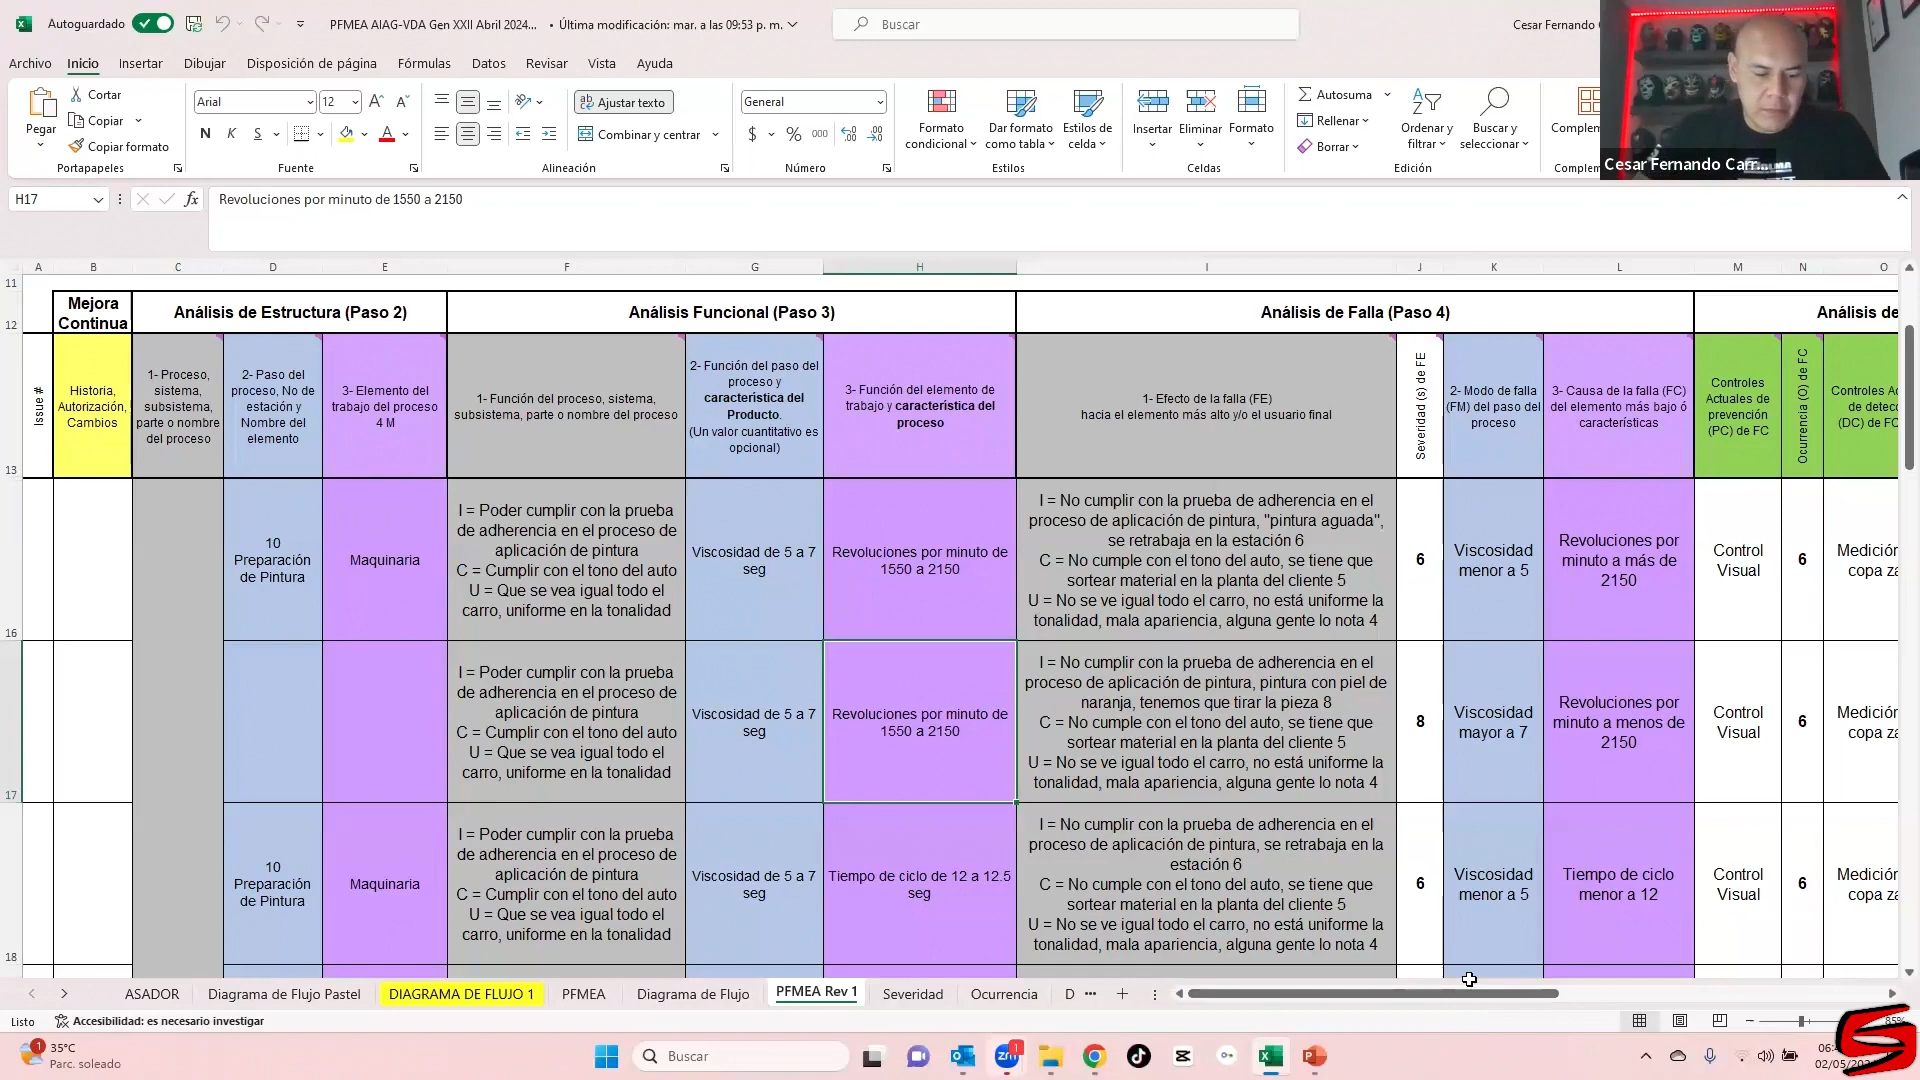 Autoguardado
PFMEA AIAG-VDA Gen XXII Abril 2024... • Última modificación: mar. a las 09:53 p. m.
Buscar
Cesar Fernando C
Archivo Inicio Insertar Dibujar Disposición de página Fórmulas Datos Revisar Vista Ayuda
Pegar
Cortar
Copiar
Copiar formato
Portapapeles
Arial 12
N K S
Fuente
Ajustar texto
Combinar y centrar
Alineación
General
$ % 000
Número
Formato condicional
Dar formato como tabla
Estilos de celda
Estilos
Insertar Eliminar Formato
Celdas
Autosuma
Rellenar
Borrar
Ordenar y filtrar
Buscar y seleccionar
Edición
Complem
Complem
Cesar Fernando Carr
H17
fx
Revoluciones por minuto de 1550 a 2150
A B C D E F G H I J K L M N O
11
12
Mejora
Continua
Análisis de Estructura (Paso 2)
Análisis Funcional (Paso 3)
Análisis de Falla (Paso 4)
Análisis de
13
Issue #
Historia,
Autorización,
Cambios
1- Proceso,
sistema,
subsistema,
parte o nombre
del proceso
2- Paso del
proceso, No de
estación y
Nombre del
elemento
3- Elemento del
trabajo del proceso
4 M
1- Función del proceso, sistema,
subsistema, parte o nombre del proceso
2- Función del paso del
proceso y
característica del
Producto.
(Un valor cuantitativo es
opcional)
3- Función del elemento de
trabajo y característica del
proceso
1- Efecto de la falla (FE)
hacia el elemento más alto y/o el usuario final
Severidad (s) de FE
2- Modo de falla
(FM) del paso del
proceso
3- Causa de la falla (FC)
del elemento más bajo ó
características
Controles
Actuales de
prevención
(PC) de FC
Ocurrencia (O) de FC
Controles Ac
de detecc
(DC) de FC
16
10
Preparación
de Pintura
Maquinaria
I = Poder cumplir con la prueba
de adherencia en el proceso de
aplicación de pintura
C = Cumplir con el tono del auto
U = Que se vea igual todo el
carro, uniforme en la tonalidad
Viscosidad de 5 a 7
seg
Revoluciones por minuto de
1550 a 2150
I = No cumplir con la prueba de adherencia en el
proceso de aplicación de pintura, "pintura aguada",
se retrabaja en la estación 6
C = No cumple con el tono del auto, se tiene que
sortear material en la planta del cliente 5
U = No se ve igual todo el carro, no está uniforme la
tonalidad, mala apariencia, alguna gente lo nota 4
6
Viscosidad
menor a 5
Revoluciones por
minuto a más de
2150
Control
Visual
6
Medición
copa za
17
I = Poder cumplir con la prueba
de adherencia en el proceso de
aplicación de pintura
C = Cumplir con el tono del auto
U = Que se vea igual todo el
carro, uniforme en la tonalidad
Viscosidad de 5 a 7
seg
Revoluciones por minuto de
1550 a 2150
I = No cumplir con la prueba de adherencia en el
proceso de aplicación de pintura, pintura con piel de
naranja, tenemos que tirar la pieza 8
C = No cumple con el tono del auto, se tiene que
sortear material en la planta del cliente 5
U = No se ve igual todo el carro, no está uniforme la
tonalidad, mala apariencia, alguna gente lo nota 4
8
Viscosidad
mayor a 7
Revoluciones por
minuto a menos de
2150
Control
Visual
6
Medición
copa za
18
10
Preparación
de Pintura
Maquinaria
I = Poder cumplir con la prueba
de adherencia en el proceso de
aplicación de pintura
C = Cumplir con el tono del auto
U = Que se vea igual todo el
carro, uniforme en la tonalidad
Viscosidad de 5 a 7
seg
Tiempo de ciclo de 12 a 12.5
seg
I = No cumplir con la prueba de adherencia en el
proceso de aplicación de pintura, se retrabaja en la
estación 6
C = No cumple con el tono del auto, se tiene que
sortear material en la planta del cliente 5
U = No se ve igual todo el carro, no está uniforme la
tonalidad, mala apariencia, alguna gente lo nota 4
6
Viscosidad
menor a 5
Tiempo de ciclo
menor a 12
Control
Visual
6
Medición
copa za
ASADOR Diagrama de Flujo Pastel DIAGRAMA DE FLUJO 1 PFMEA Diagrama de Flujo PFMEA Rev 1 Severidad Ocurrencia D ...
Listo Accesibilidad: es necesario investigar
1
35°C
Parc. soleado
Buscar
zm
1